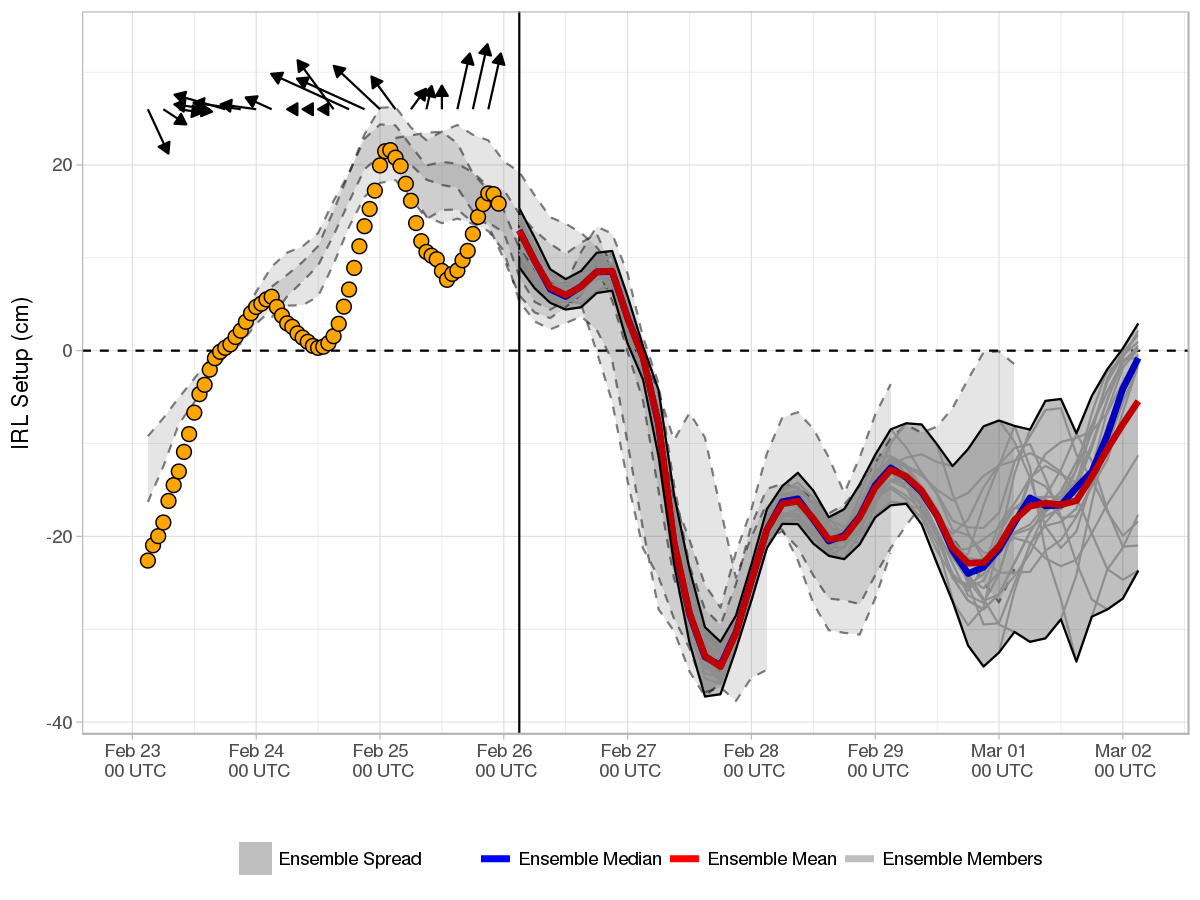 IRL Setup (cm)
20
0
-20
-40
Feb 23 Feb 24 Feb 25 Feb 26 Feb 27 Feb 28 Feb 29 Mar 01 Mar 02
00 UTC 00 UTC 00 UTC 00 UTC 00 UTC 00 UTC 00 UTC 00 UTC 00 UTC
Ensemble Spread Ensemble Median Ensemble Mean Ensemble Members